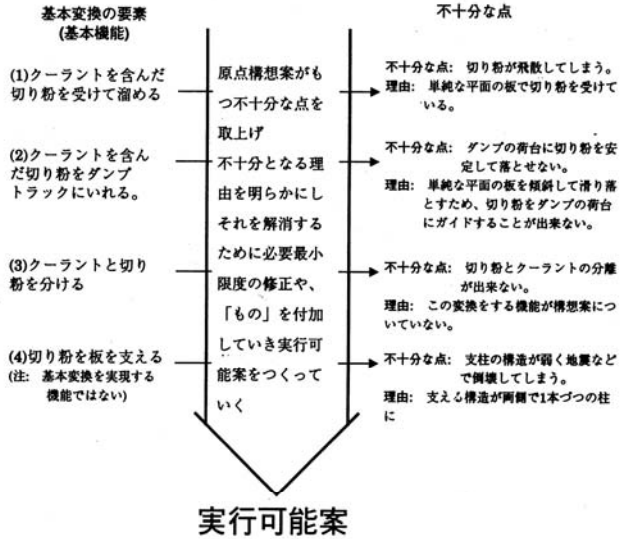 基本変換の要素
(基本機能)
不十分な点
(1)クーラントを含んだ
切り粉を受けて溜める
(2)クーラントを含ん
だ切り粉をダンプ
トラックにいれる。
(3)クーラントと切り
粉を分ける
(4)切り粉を板を支える
(注: 基本変換を実現する
機能ではない)
原点構想案がも
つ不十分な点を
取上げ
不十分となる理
由を明らかにし
それを解消する
ために必要最小
限度の修正や、
「もの」を付加
していき実行可
能案をつくって
いく
不十分な点: 切り粉が飛散してしまう。
理由: 単純な平面の板で切り粉を受けて
いる。
不十分な点: ダンプの荷台に切り粉を安
定して落とせない。
理由: 単純な平面の板を傾斜して滑り落
とすため、切り粉をダンプの荷台
にガイドすることが出来ない。
不十分な点: 切り粉とクーラントの分離
が出来ない。
理由: この変換をする機能が構想案につ
いていない。
不十分な点: 支柱の構造が弱く地震など
で倒壊してしまう。
理由: 支える構造が両側で1本づつの柱
に
実行可能案